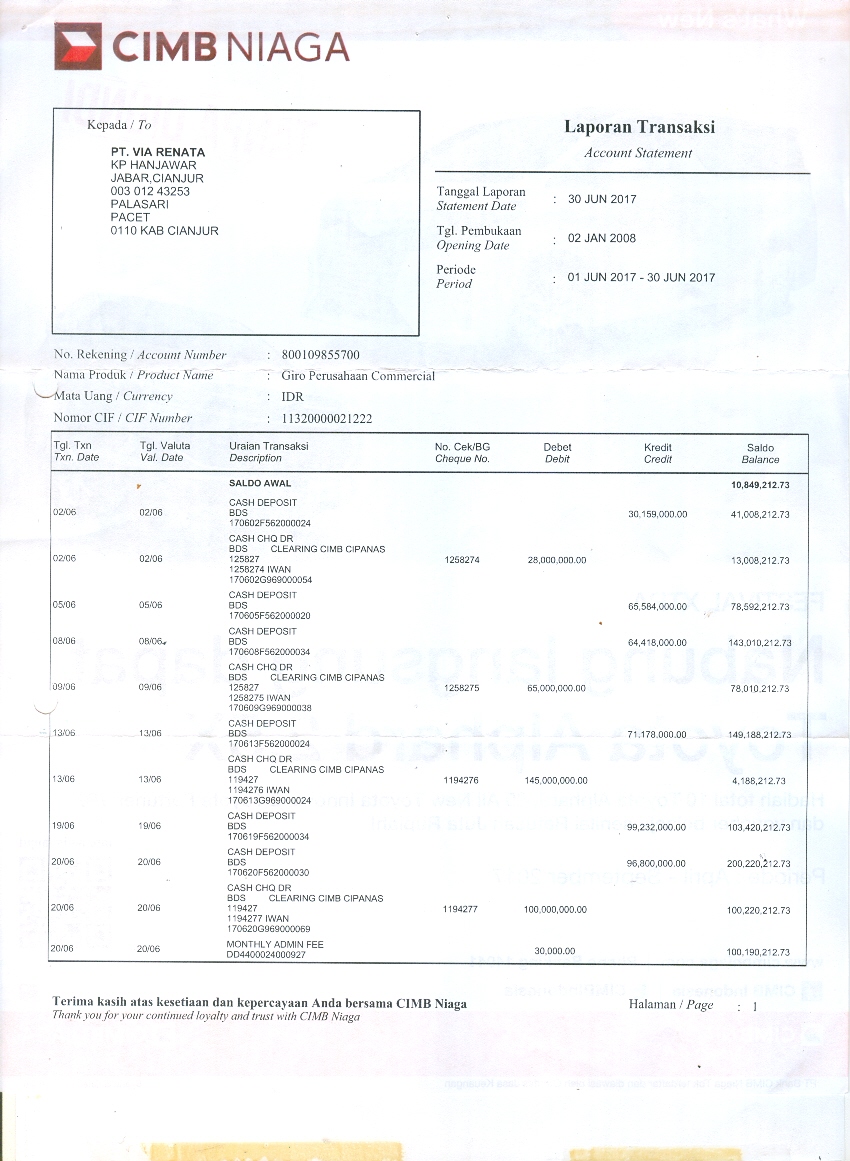 CIMB NIAGA
Kepada / To
PT. VIA RENATA
KP HANJAWAR
JABAR,CIANJUR
003 012 43253
PALASARI
PACET
0110 KAB CIANJUR
Laporan Transaksi
Account Statement
Tanggal Laporan : 30 JUN 2017
Statement Date
Tgl. Pembukaan : 02 JAN 2008
Opening Date
Periode : 01 JUN 2017 - 30 JUN 2017
Period
No. Rekening / Account Number : 800109855700
Nama Produk / Product Name : Giro Perusahaan Commercial
Mata Uang / Currency : IDR
Nomor CIF / CIF Number : 11320000021222
Tgl. Txn Tgl. Valuta Uraian Transaksi No. Cek/BG Debet Kredit Saldo
Txn. Date Val. Date Description Cheque No. Debit Credit Balance
SALDO AWAL 10,849,212.73
CASH DEPOSIT
02/06 02/06 BDS 30,159,000.00 41,008,212.73
170602F562000024
CASH CHQ DR
BDS CLEARING CIMB CIPANAS
02/06 02/06 125827 1258274 28,000,000.00 13,008,212.73
1258274 IWAN
170602G969000054
CASH DEPOSIT
05/06 05/06 BDS 65,584,000.00 78,592,212.73
170605F562000020
CASH DEPOSIT
08/06 08/06 BDS 64,418,000.00 143,010,212.73
170608F562000034
CASH CHQ DR
BDS CLEARING CIMB CIPANAS
09/06 09/06 125827 1258275 65,000,000.00 78,010,212.73
1258275 IWAN
170609G969000038
CASH DEPOSIT
13/06 13/06 BDS 71,178,000.00 149,188,212.73
170613F562000024
CASH CHQ DR
BDS CLEARING CIMB CIPANAS
13/06 13/06 119427 1194276 145,000,000.00 4,188,212.73
1194276 IWAN
170613G969000024
CASH DEPOSIT
19/06 19/06 BDS 99,232,000.00 103,420,212.73
170619F562000034
CASH DEPOSIT
20/06 20/06 BDS 96,800,000.00 200,220,212.73
170620F562000030
CASH CHQ DR
BDS CLEARING CIMB CIPANAS
20/06 20/06 119427 1194277 100,000,000.00 100,220,212.73
1194277 IWAN
170620G969000069
20/06 20/06 MONTHLY ADMIN FEE 30,000.00 100,190,212.73
DD4400024000927
Terima kasih atas kesetiaan dan kepercayaan Anda bersama CIMB Niaga Halaman / Page : 1
Thank you for your continued loyalty and trust with CIMB Niaga